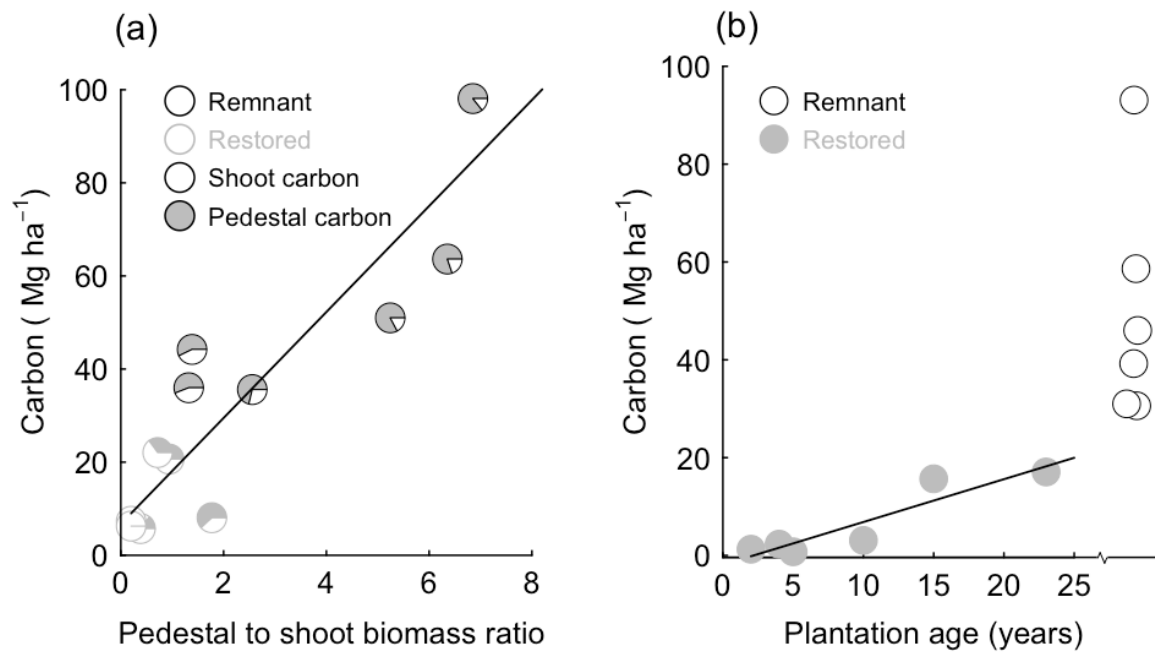 (a)
Carbon ( Mg ha⁻¹)
100
80
60
40
20
0
Remnant
Restored
Shoot carbon
Pedestal carbon
0 2 4 6 8
Pedestal to shoot biomass ratio
(b)
Carbon ( Mg ha⁻¹)
100
80
60
40
20
0
Remnant
Restored
0 5 10 15 20 25
Plantation age (years)